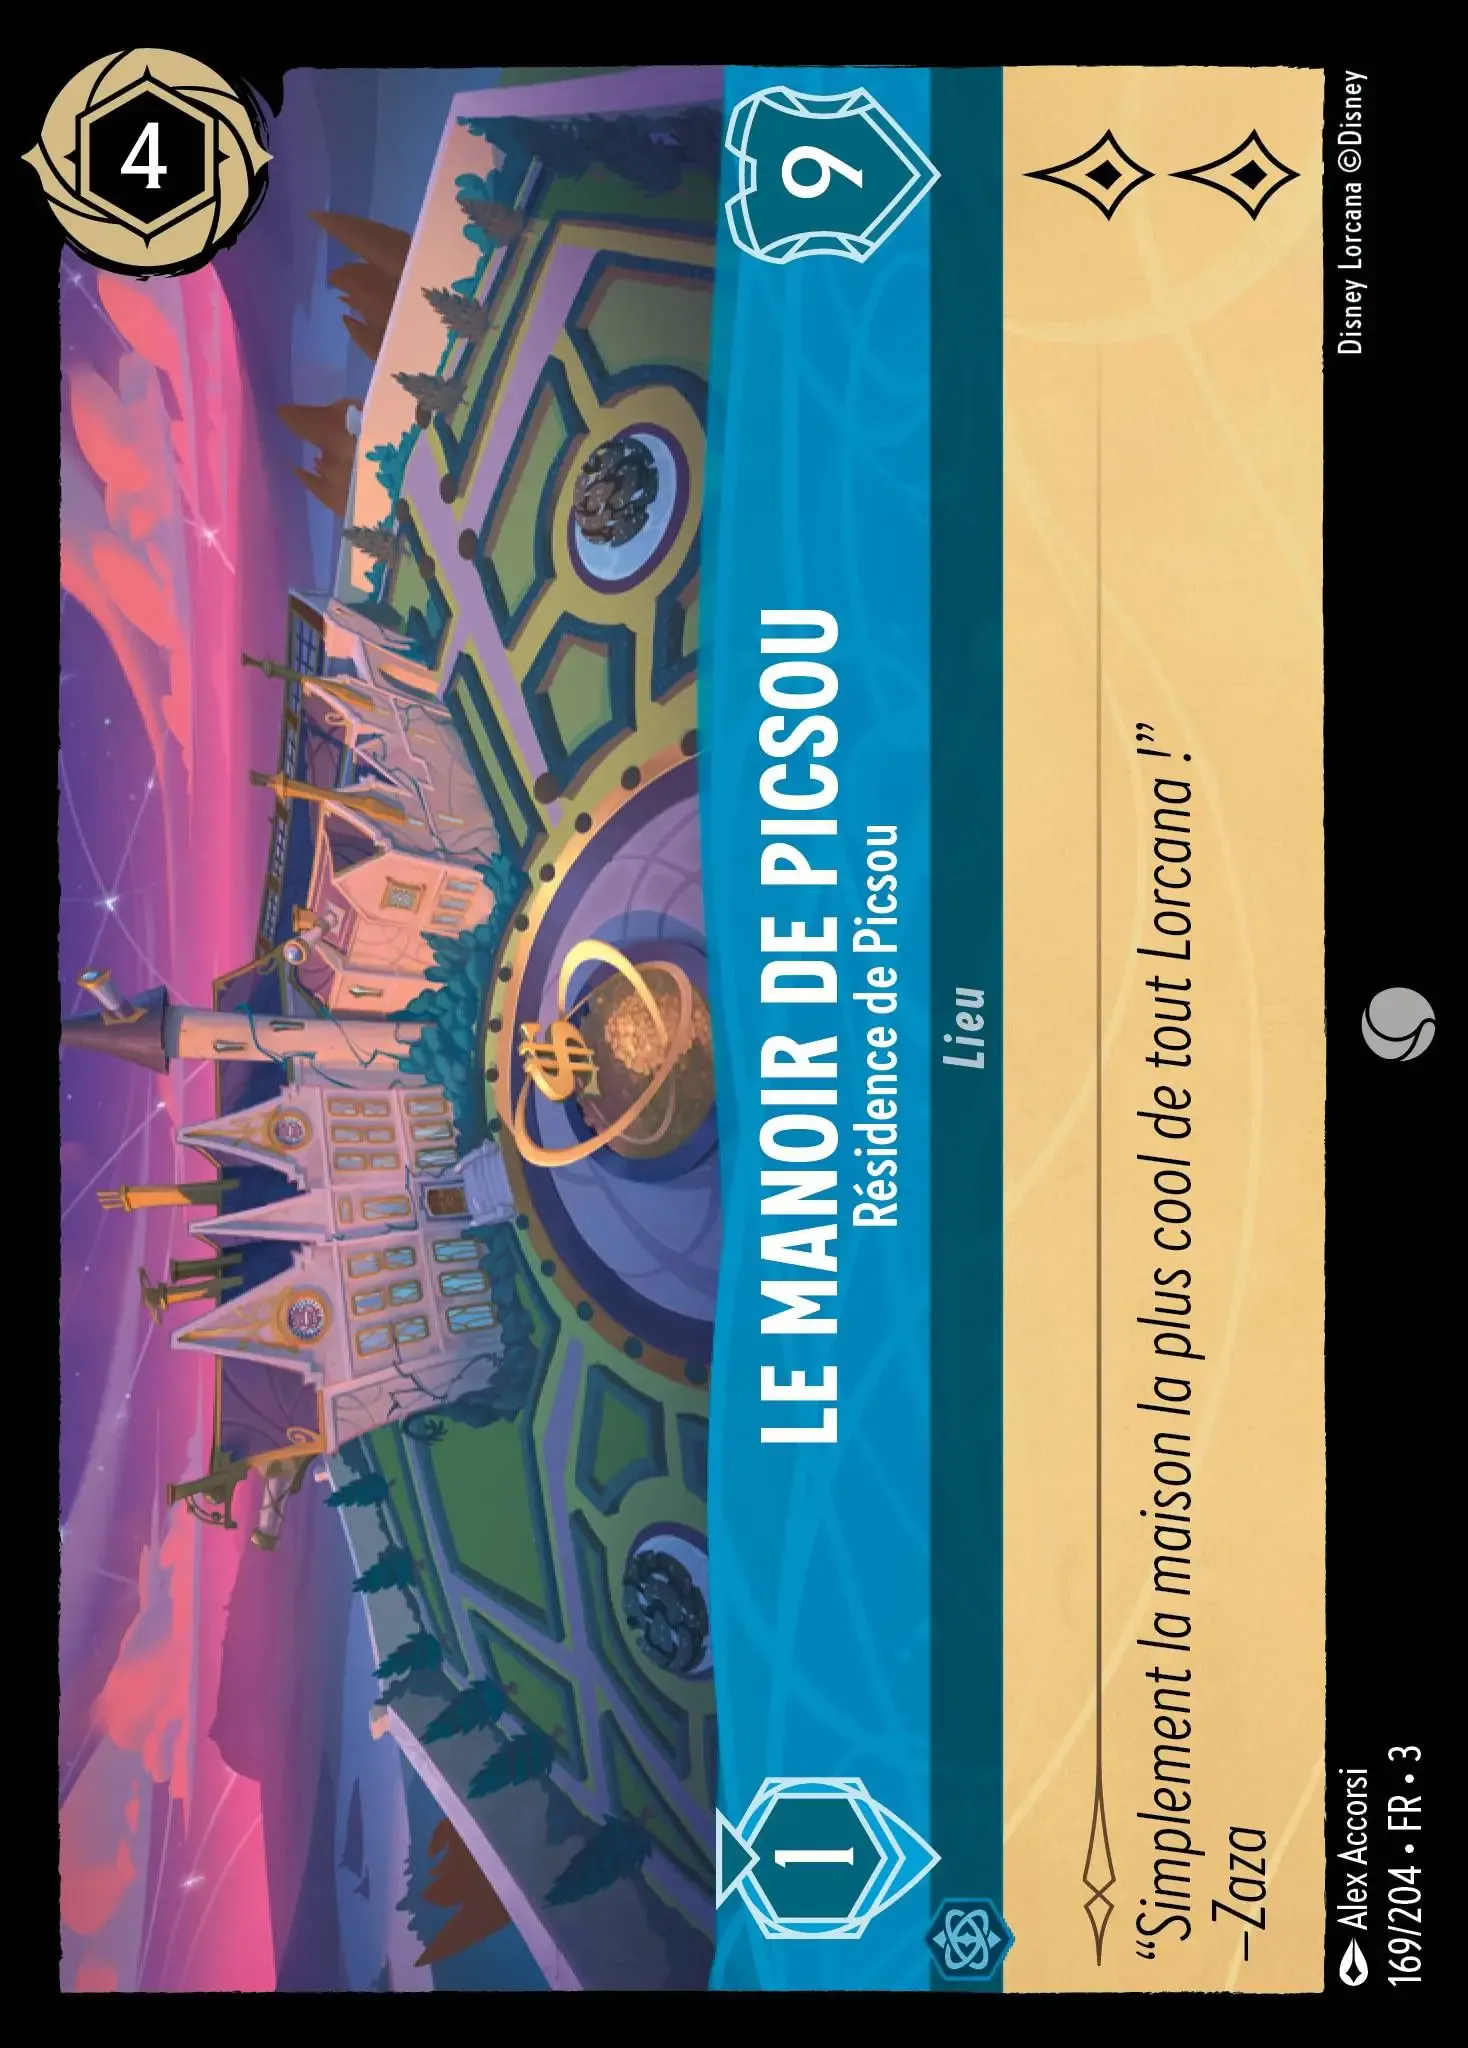 4
1
LE MANOIR DE PICSOU
Résidence de Picsou
9
Lieu
“Simplement la maison la plus cool de tout Lorcana !”
–Zaza
Alex Accorsi
169/204 • FR • 3
Disney Lorcana ©Disney